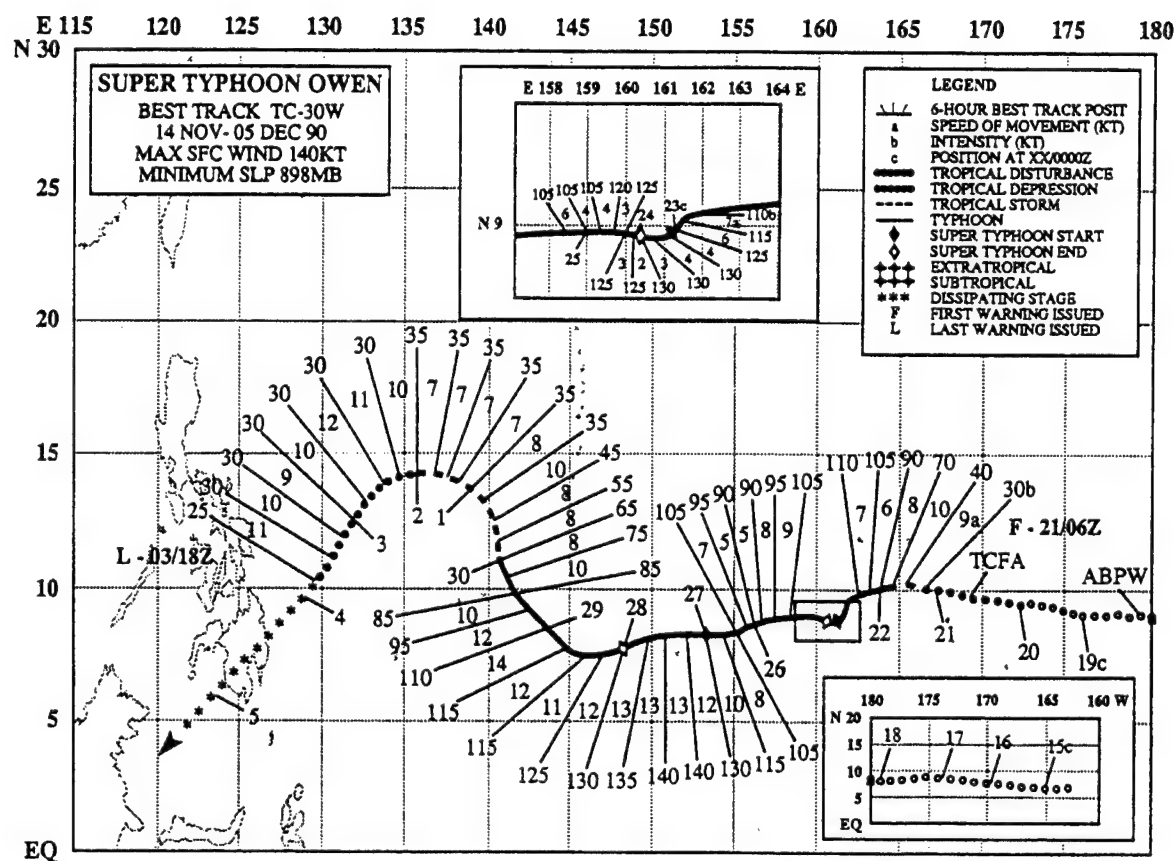 E 115 120 125 130 135 140 145 150 155 160 165 170 175 180
N 30
25
20
15
10
5
EQ
SUPER TYPHOON OWEN
BEST TRACK TC-30W
14 NOV- 05 DEC 90
MAX SFC WIND 140KT
MINIMUM SLP 898MB
E 158 159 160 161 162 163 164 E
N 9
105 105 105 120 125
6 4 4 3 24 23c
7a 110b
115
6
125
25 3 2 3 4 4
125 125 130 130 130
LEGEND
6-HOUR BEST TRACK POSIT
a SPEED OF MOVEMENT (KT)
b INTENSITY (KT)
c POSITION AT XX/0000Z
TROPICAL DISTURBANCE
TROPICAL DEPRESSION
TROPICAL STORM
TYPHOON
SUPER TYPHOON START
SUPER TYPHOON END
EXTRATROPICAL
SUBTROPICAL
DISSIPATING STAGE
F FIRST WARNING ISSUED
L LAST WARNING ISSUED
25 30 30 30 30 30 30 35 35 35 35 35 35 45 55 65 75 85
11 10 9 10 12 11 10 7 7 7 7 8 10 8 8 8 10
L - 03/18Z
5 4 3 2 1 30 29 28 27 26
85 95 110 115 115 125 130 135 140 140 130 115 105
10 12 14 12 11 12 13 13 13 12 10 8
105 95 90 90 95 105
7 5 5 8 9
110 105 90 70 40 30b
7 6 8 10 9a
F - 21/06Z
TCFA
ABPW
22 21 20 19c
180 175 170 165 160 W
N 20
15
10
5
EQ
18 17 16 15c